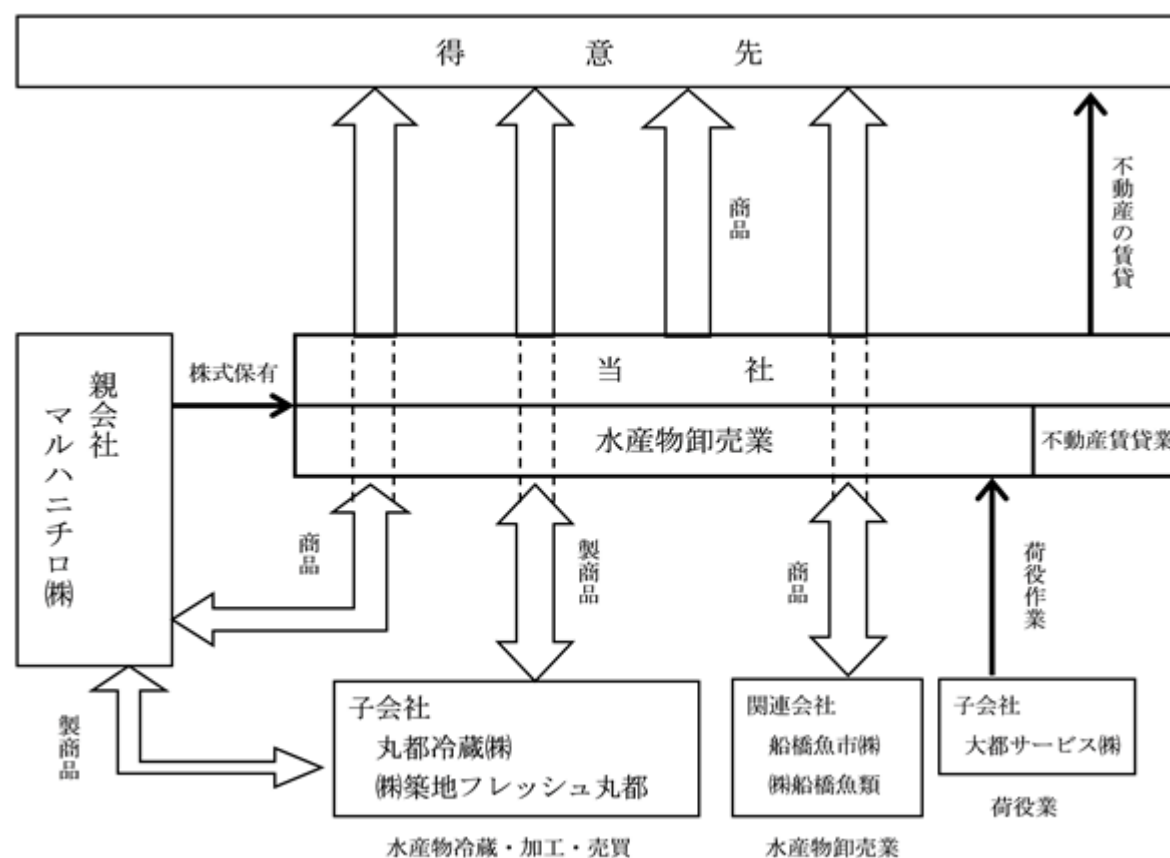 得意先
商品
不動産の賃貸
親会社
マルハニチロ㈱
株式保有
当社
水産物卸売業
不動産賃貸業
商品
製商品
商品
荷役作業
製商品
子会社
丸都冷蔵㈱
㈱築地フレッシュ丸都
水産物冷蔵・加工・売買
関連会社
船橋魚市㈱
㈱船橋魚類
水産物卸売業
子会社
大都サービス㈱
荷役業